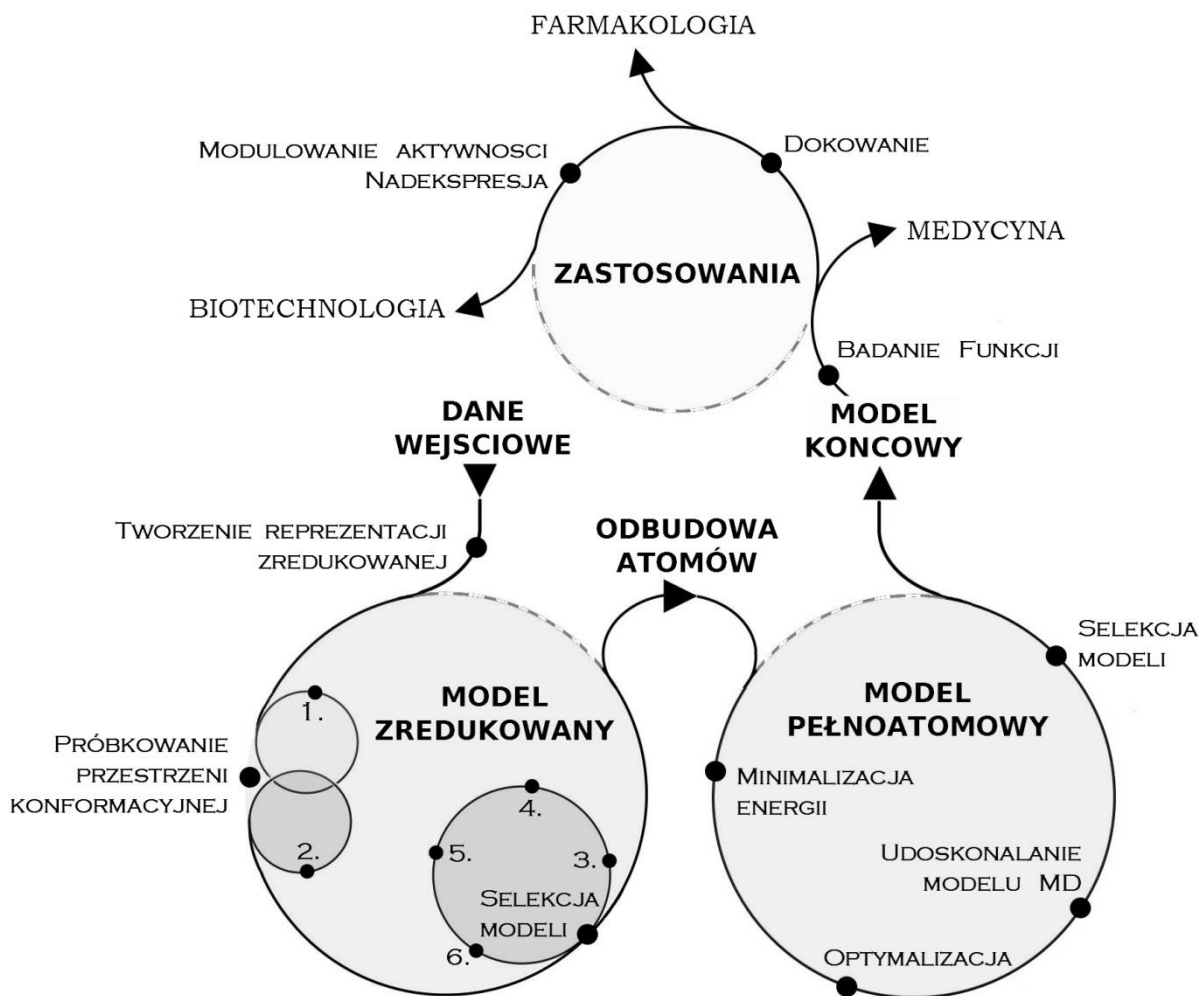 FARMAKOLOGIA
MODULOWANIE AKTYWNOSCI
NADEKSPRESJA
DOKOWANIE
MEDYCYNA
ZASTOSOWANIA
BIOTECHNOLOGIA
BADANIE FUNKCJI
DANE
WEJSCIOWE
MODEL
KONCOWY
TWORZENIE REPREZENTACJI
ZREDUKOWANEJ
ODBUDOWA
ATOMÓW
SELEKCJA
MODELI
MODEL
ZREDUKOWANY
MODEL
PEŁNOATOMOWY
1.
PRÓBKOWANIE
PRZESTRZENI
KONFORMACYJNEJ
2.
MINIMALIZACJA
ENERGII
4.
5.
3.
SELEKCJA
MODELI
6.
UDOSKONALANIE
MODELU MD
OPTYMALIZACJA